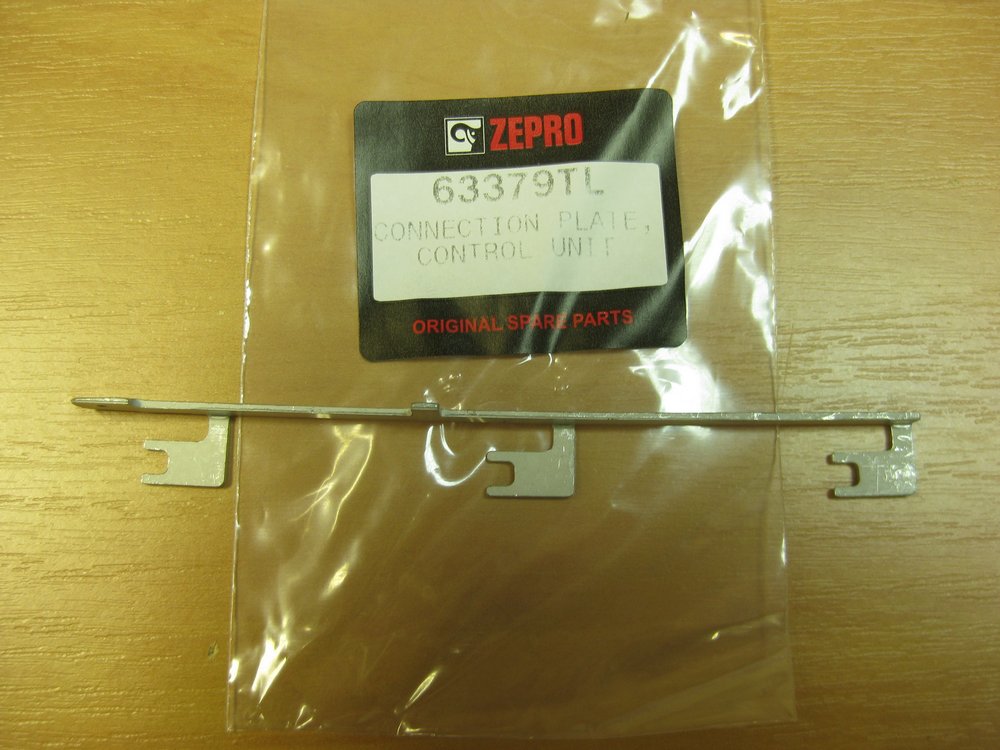 ZEPRO
63379TL
CONNECTION PLATE,
CONTROL UNIT
ORIGINAL SPARE PARTS